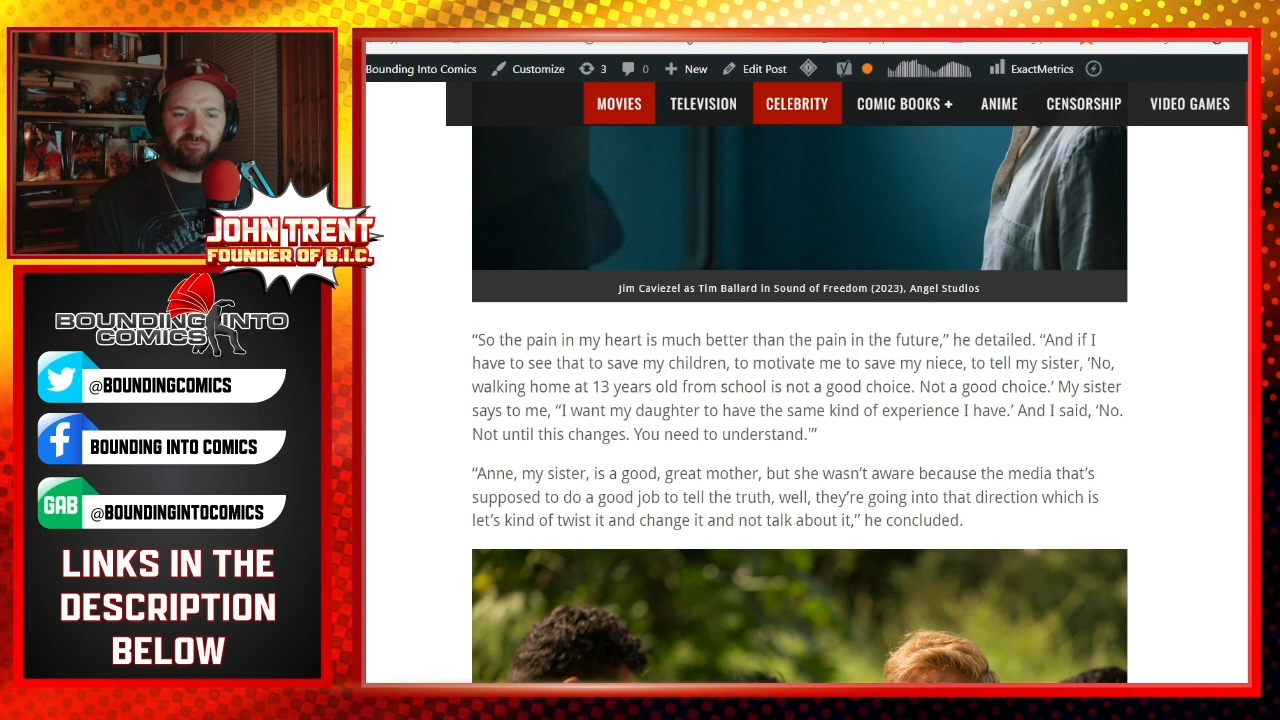 JOHN TRENT
FOUNDER OF B.I.C.
BOUNDING INTO
COMICS
@BOUNDINGCOMICS
BOUNDING INTO COMICS
GAB
@BOUNDINGINTOCOMICS
LINKS IN THE
DESCRIPTION
BELOW
Bounding Into Comics Customize 3 0 New Edit Post ExactMetrics
MOVIES TELEVISION CELEBRITY COMIC BOOKS + ANIME CENSORSHIP VIDEO GAMES
Jim Caviezel as Tim Ballard in Sound of Freedom (2023), Angel Studios
“So the pain in my heart is much better than the pain in the future,” he detailed. “And if I
have to see that to save my children, to motivate me to save my niece, to tell my sister, ‘No,
walking home at 13 years old from school is not a good choice. Not a good choice.’ My sister
says to me, “I want my daughter to have the same kind of experience I have.’ And I said, ‘No.
Not until this changes. You need to understand.'”
“Anne, my sister, is a good, great mother, but she wasn’t aware because the media that’s
supposed to do a good job to tell the truth, well, they’re going into that direction which is
let’s kind of twist it and change it and not talk about it,” he concluded.